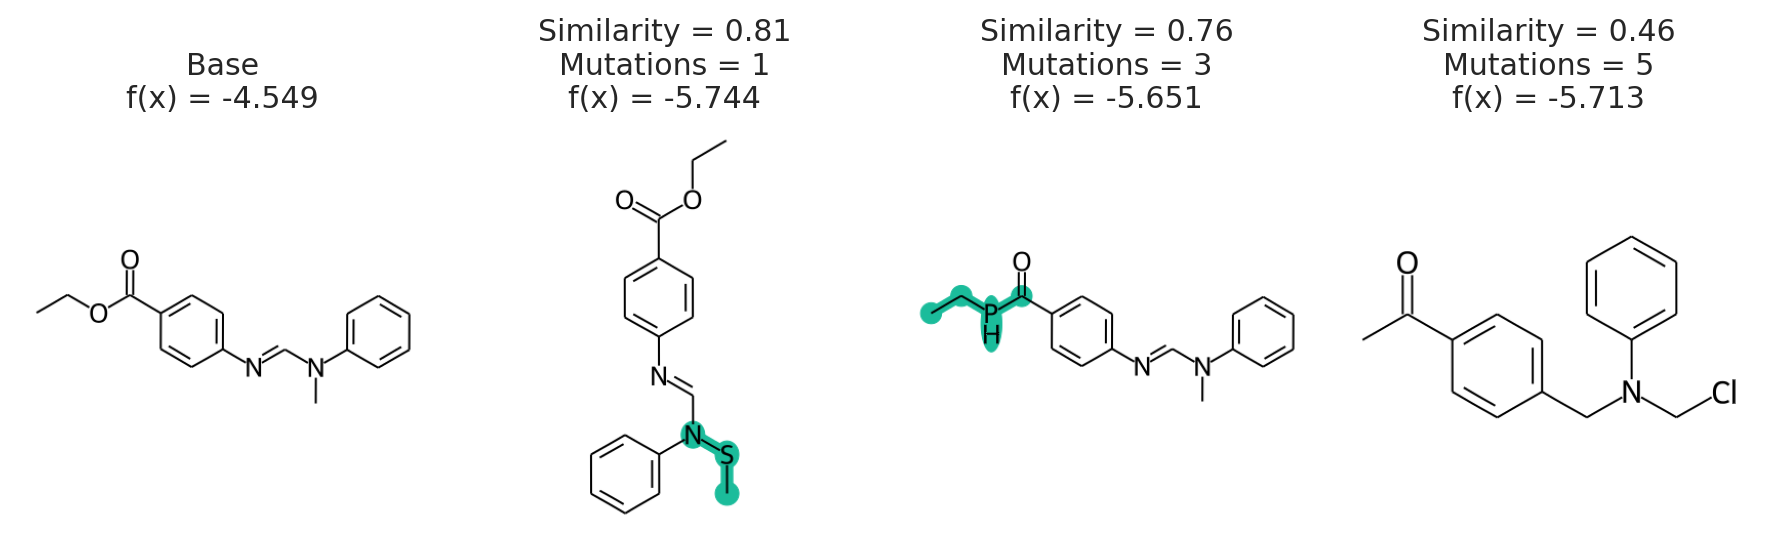 Base
f(x) = -4.549
Similarity = 0.81
Mutations = 1
f(x) = -5.744
Similarity = 0.76
Mutations = 3
f(x) = -5.651
Similarity = 0.46
Mutations = 5
f(x) = -5.713
O
O
N
N
O
O
N
N
S
O
P
H
N
N
O
N
Cl